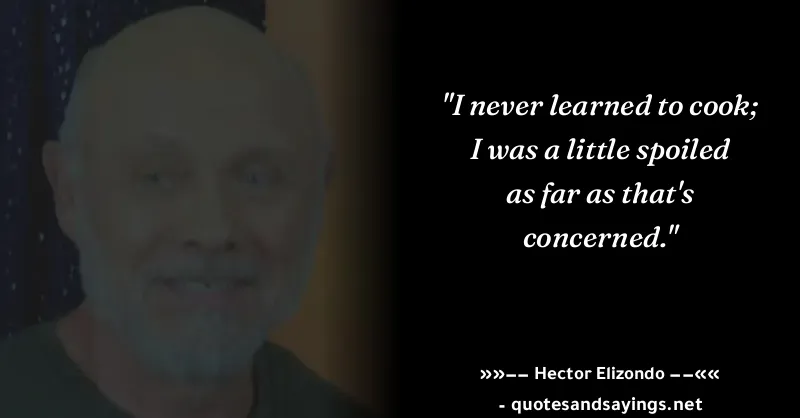 "I never learned to cook;
I was a little spoiled
as far as that's
concerned."
»»-- Hector Elizondo --««
- quotesandsayings.net